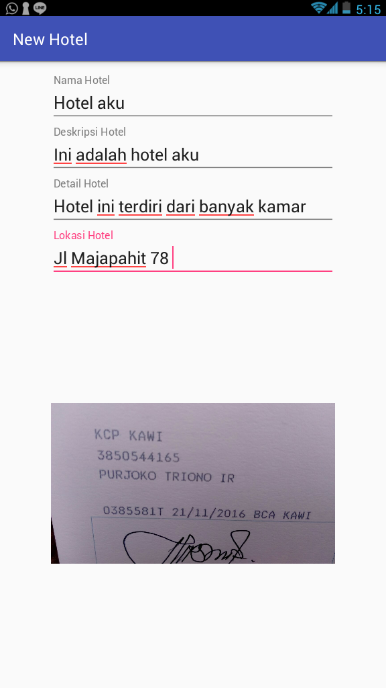 5:15
New Hotel
Nama Hotel
Hotel aku
Deskripsi Hotel
Ini adalah hotel aku
Detail Hotel
Hotel ini terdiri dari banyak kamar
Lokasi Hotel
Jl Majapahit 78
KCP KAWI
3850544165
PURJOKO TRIONO IR
0385581T 21/11/2016 BCA KAWI